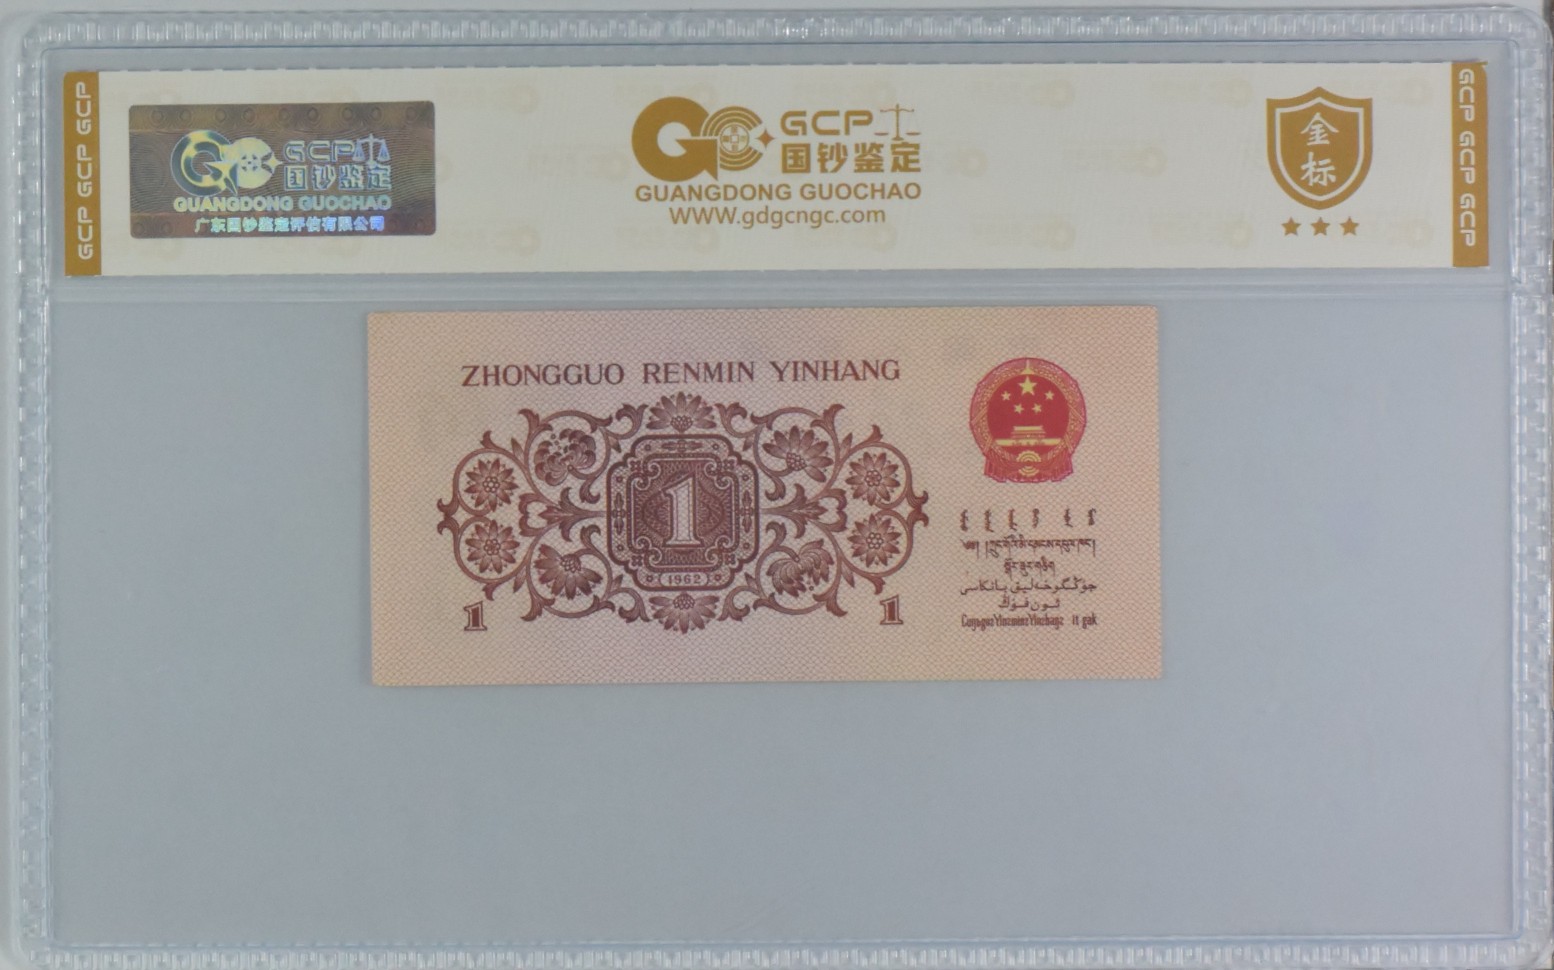 GCP GCP GCP
GCP
国钞鉴定
GUANGDONG GUOCHAO
广东国钞鉴定评估有限公司
GCP
国钞鉴定
GUANGDONG GUOCHAO
WWW.gdgcngc.com
金标
GCP GCP GCP
ZHONGGUO RENMIN YINHANG
1
1962
1
1
جۇڭگوخەلىق بانكاسى